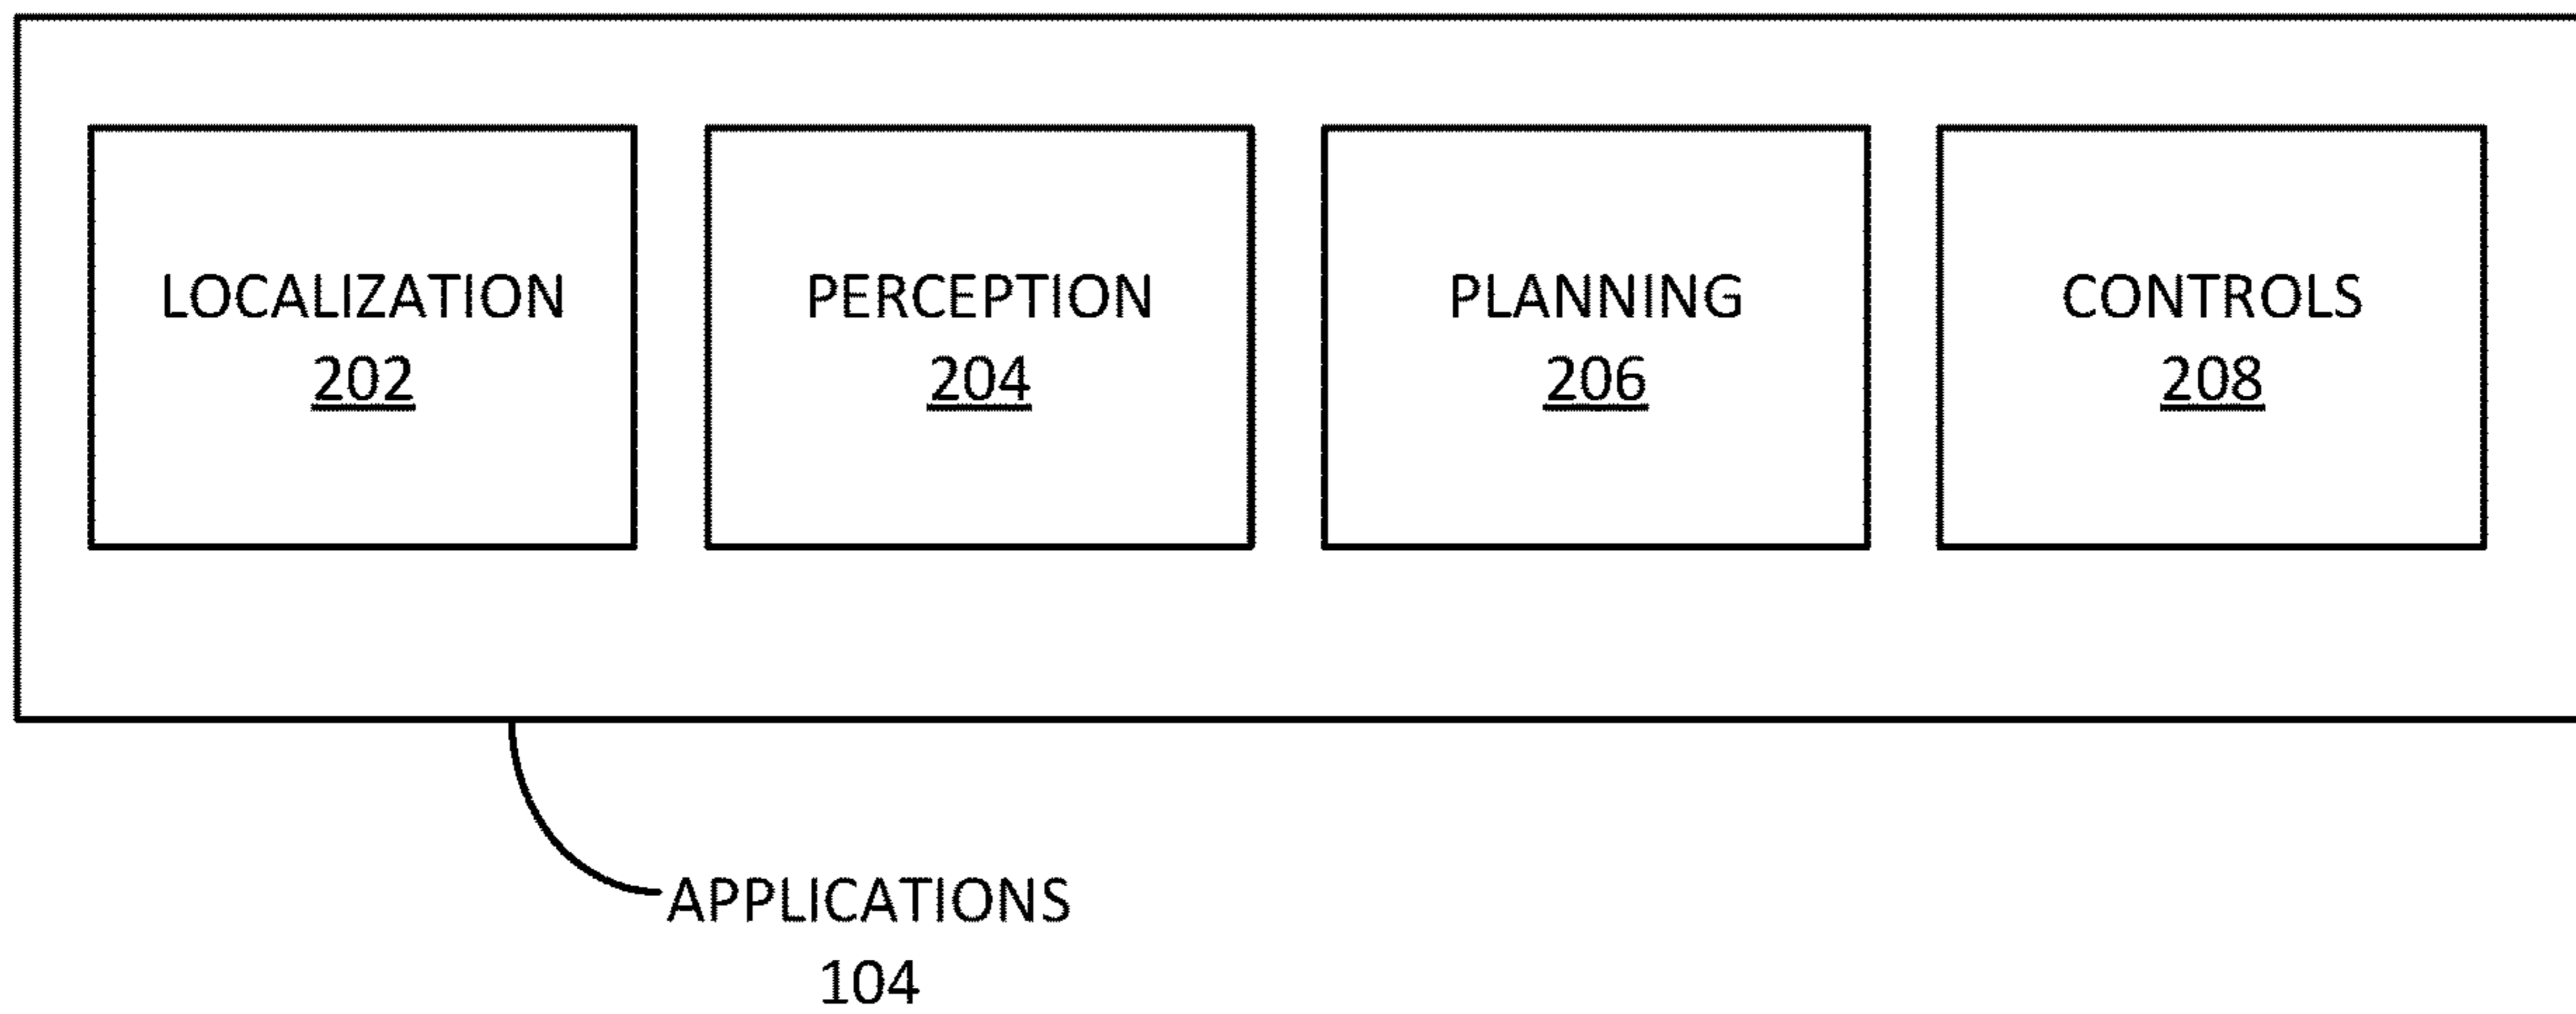 LOCALIZATION
202
PERCEPTION
204
PLANNING
206
CONTROLS
208
APPLICATIONS
104